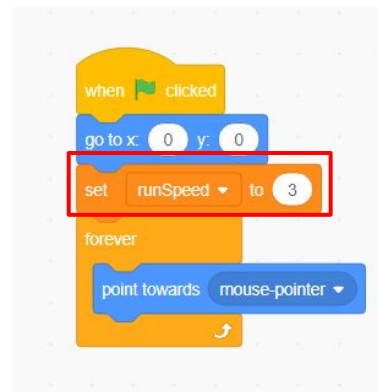 when clicked
go to x: 0 y: 0
set runSpeed to 3
forever
point towards mouse-pointer